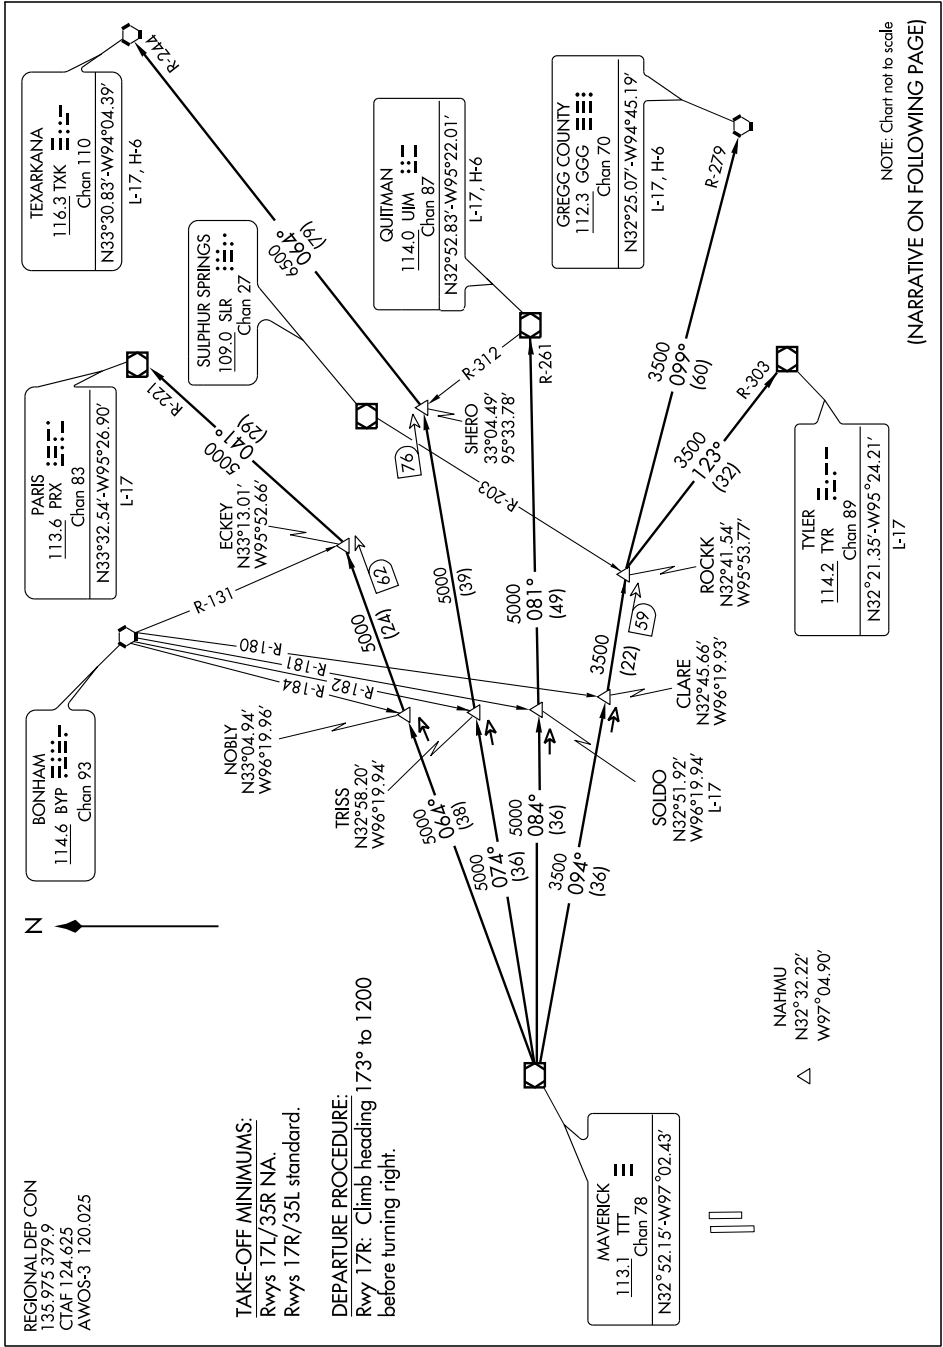 REGIONAL DEP CON
135.975 379.9
CTAF 124.625
AWOS-3 120.025
TAKE-OFF MINIMUMS:
Rwys 17L/35R NA.
Rwys 17R/35L standard.
DEPARTURE PROCEDURE:
Rwy 17R: Climb heading 173° to 1200
before turning right.
N
MAVERICK
113.1 TTT
Chan 78
N32°52.15′-W97°02.43′
NAHMU
N32°32.22′
W97°04.90′
BONHAM
114.6 BYP
Chan 93
R-131
R-180
R-181
R-182
R-184
NOBLY
N33°04.94′
W96°19.96′
TRISS
N32°58.20′
W96°19.94′
SOLDO
N32°51.92′
W96°19.94′
L-17
CLARE
N32°45.66′
W96°19.93′
5000
064°
(38)
5000
074°
(36)
5000
084°
(36)
3500
094°
(36)
5000
(24)
62
ECKEY
N33°13.01′
W95°52.66′
5000
041°
(29)
R-221
PARIS
113.6 PRX
Chan 83
N33°32.54′-W95°26.90′
L-17
5000
(39)
76
SHERO
33°04.49′
95°33.78′
6500
064°
(79)
R-244
TEXARKANA
116.3 TXK
Chan 110
N33°30.83′-W94°04.39′
L-17, H-6
SULPHUR SPRINGS
109.0 SLR
Chan 27
R-203
R-312
5000
081°
(49)
R-261
QUITMAN
114.0 UIM
Chan 87
N32°52.83′-W95°22.01′
L-17, H-6
3500
(22)
59
ROCKK
N32°41.54′
W95°53.77′
3500
099°
(60)
R-279
GREGG COUNTY
112.3 GGG
Chan 70
N32°25.07′-W94°45.19′
L-17, H-6
3500
123°
(32)
R-303
TYLER
114.2 TYR
Chan 89
N32°21.35′-W95°24.21′
L-17
NOTE: Chart not to scale
(NARRATIVE ON FOLLOWING PAGE)